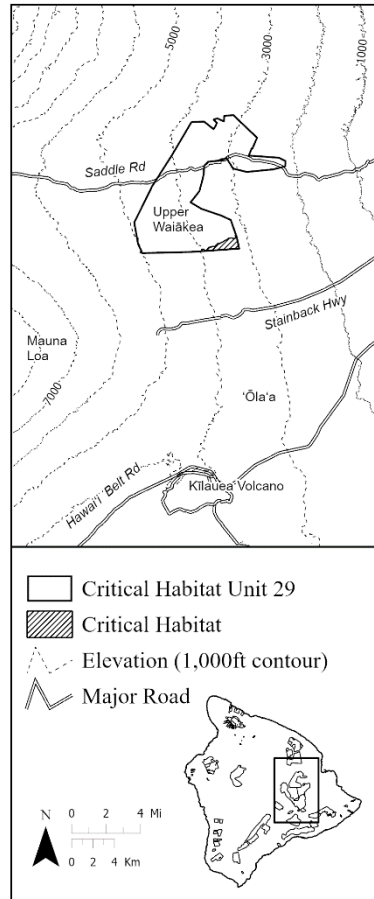 5000
3000
1000
Saddle Rd
Upper
Waiākea
Stainback Hwy
Mauna
Loa
7000
ʻŌlaʻa
Hawaiʻi Belt Rd
Kīlauea Volcano
Critical Habitat Unit 29
Critical Habitat
Elevation (1,000ft contour)
Major Road
N
0 2 4 Mi
0 2 4 Km